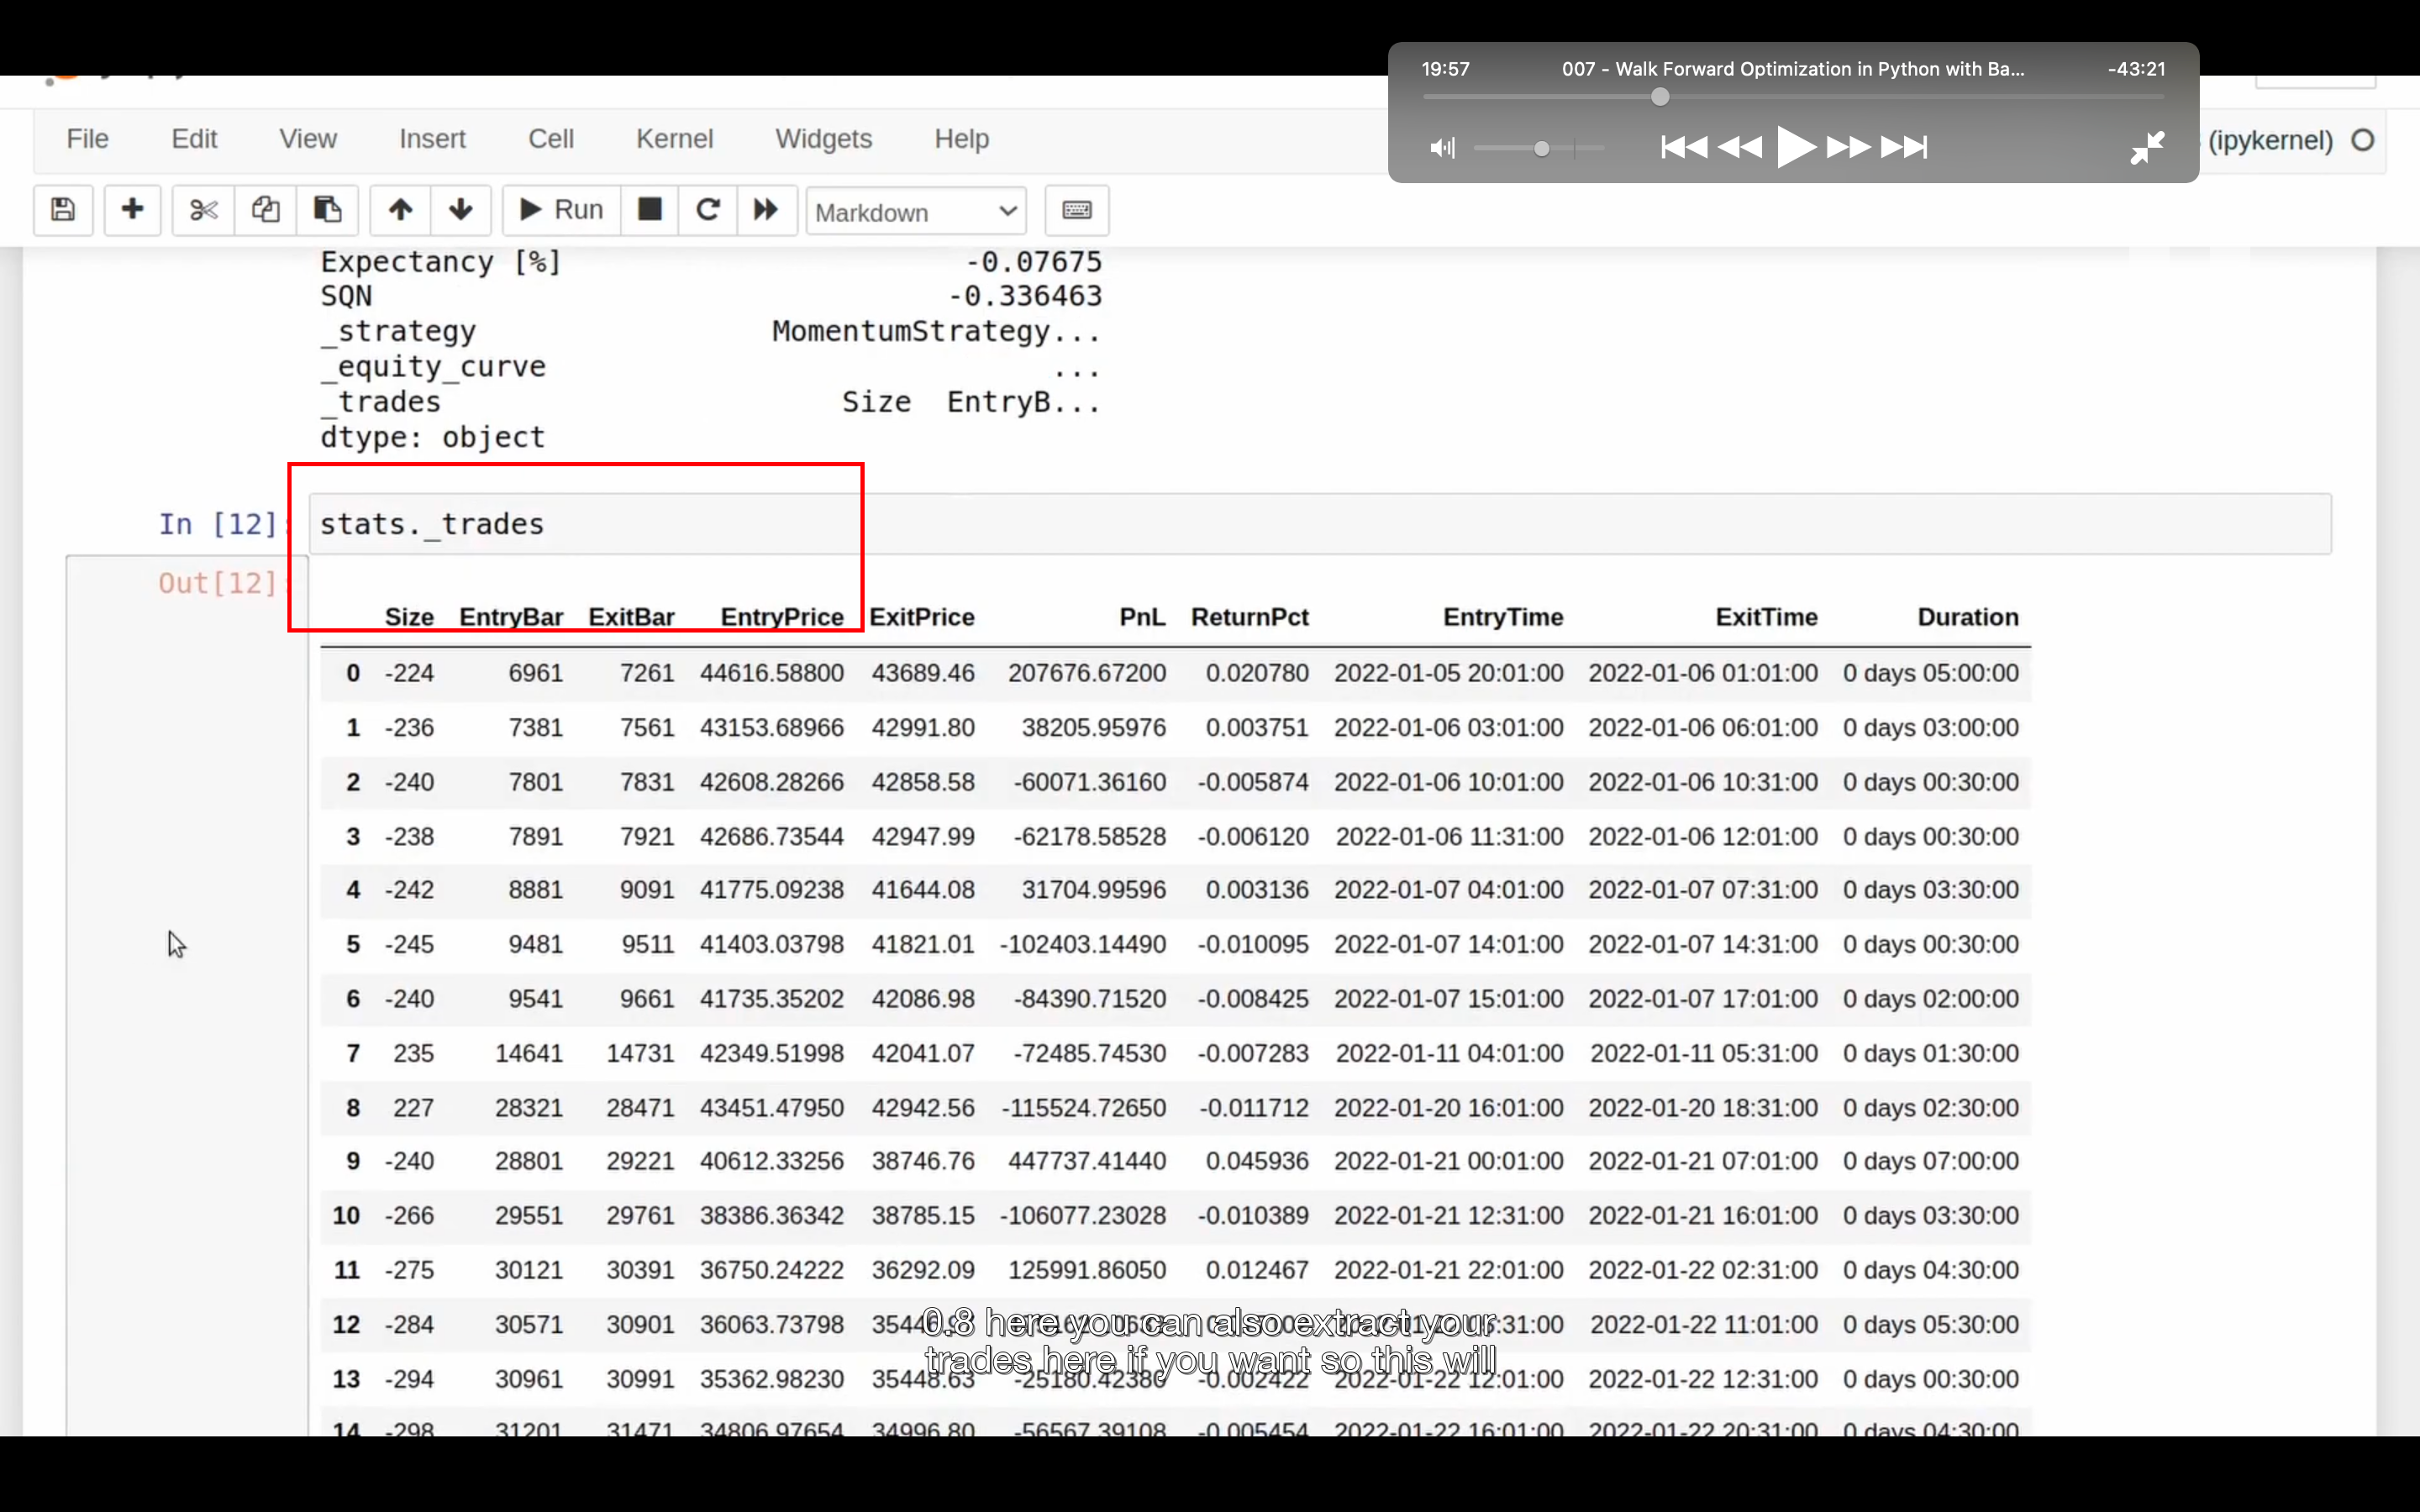 19:57 007 - Walk Forward Optimization in Python with Ba... -43:21
File Edit View Insert Cell Kernel Widgets Help (ipykernel)
Run Markdown
Expectancy [%] -0.07675
SQN -0.336463
_strategy MomentumStrategy...
_equity_curve ...
_trades Size EntryB...
dtype: object
In [12]: stats._trades
Out[12]:
Size EntryBar ExitBar EntryPrice ExitPrice PnL ReturnPct EntryTime ExitTime Duration
0 -224 6961 7261 44616.58800 43689.46 207676.67200 0.020780 2022-01-05 20:01:00 2022-01-06 01:01:00 0 days 05:00:00
1 -236 7381 7561 43153.68966 42991.80 38205.95976 0.003751 2022-01-06 03:01:00 2022-01-06 06:01:00 0 days 03:00:00
2 -240 7801 7831 42608.28266 42858.58 -60071.36160 -0.005874 2022-01-06 10:01:00 2022-01-06 10:31:00 0 days 00:30:00
3 -238 7891 7921 42686.73544 42947.99 -62178.58528 -0.006120 2022-01-06 11:31:00 2022-01-06 12:01:00 0 days 00:30:00
4 -242 8881 9091 41775.09238 41644.08 31704.99596 0.003136 2022-01-07 04:01:00 2022-01-07 07:31:00 0 days 03:30:00
5 -245 9481 9511 41403.03798 41821.01 -102403.14490 -0.010095 2022-01-07 14:01:00 2022-01-07 14:31:00 0 days 00:30:00
6 -240 9541 9661 41735.35202 42086.98 -84390.71520 -0.008425 2022-01-07 15:01:00 2022-01-07 17:01:00 0 days 02:00:00
7 235 14641 14731 42349.51998 42041.07 -72485.74530 -0.007283 2022-01-11 04:01:00 2022-01-11 05:31:00 0 days 01:30:00
8 227 28321 28471 43451.47950 42942.56 -115524.72650 -0.011712 2022-01-20 16:01:00 2022-01-20 18:31:00 0 days 02:30:00
9 -240 28801 29221 40612.33256 38746.76 447737.41440 0.045936 2022-01-21 00:01:00 2022-01-21 07:01:00 0 days 07:00:00
10 -266 29551 29761 38386.36342 38785.15 -106077.23028 -0.010389 2022-01-21 12:31:00 2022-01-21 16:01:00 0 days 03:30:00
11 -275 30121 30391 36750.24222 36292.09 125991.86050 0.012467 2022-01-21 22:01:00 2022-01-22 02:31:00 0 days 04:30:00
12 -284 30571 30901 36063.73798 2022-01-22 11:01:00 0 days 05:30:00
0.8 here you can also extract your
13 -294 30961 30991 35362.98230 35448.63 -25180.42380 -0.002422 2022-01-22 12:01:00 2022-01-22 12:31:00 0 days 00:30:00
trades here if you want so this will
14 -298 31201 31471 34806.97654 34996.80 -56567.39108 -0.005454 2022-01-22 16:01:00 2022-01-22 20:31:00 0 days 04:30:00